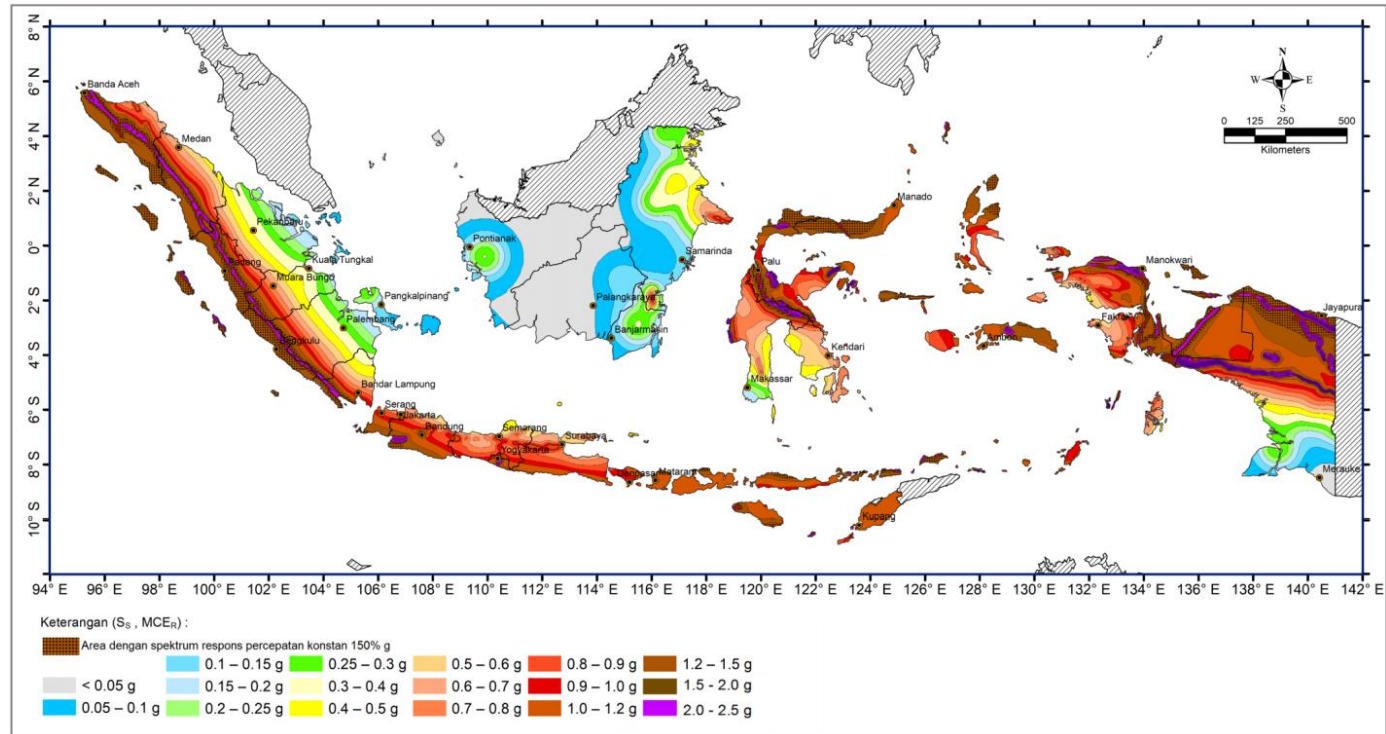 8° N
6° N
4° N
2° N
0°
2° S
4° S
6° S
8° S
10° S
Banda Aceh
Medan
Pekanbaru
Padang
Kuala Tungkal
Muara Bungo
Pangkalpinang
Palembang
Bengkulu
Bandar Lampung
Serang
Jakarta
Bandung
Semarang
Yogyakarta
Surabaya
Denpasar
Mataram
Kupang
Pontianak
Samarinda
Palangkaraya
Banjarmasin
Palu
Manado
Kendari
Makassar
Ambon
Fakfak
Manokwari
Jayapura
Merauke
N
W E
S
0 125 250 500
Kilometers
94° E 96° E 98° E 100° E 102° E 104° E 106° E 108° E 110° E 112° E 114° E 116° E 118° E 120° E 122° E 124° E 126° E 128° E 130° E 132° E 134° E 136° E 138° E 140° E 142° E
Keterangan (SS , MCER) :
Area dengan spektrum respons percepatan konstan 150% g
0.1 – 0.15 g 0.25 – 0.3 g 0.5 – 0.6 g 0.8 – 0.9 g 1.2 – 1.5 g
< 0.05 g 0.15 – 0.2 g 0.3 – 0.4 g 0.6 – 0.7 g 0.9 – 1.0 g 1.5 - 2.0 g
0.05 – 0.1 g 0.2 – 0.25 g 0.4 – 0.5 g 0.7 – 0.8 g 1.0 – 1.2 g 2.0 - 2.5 g